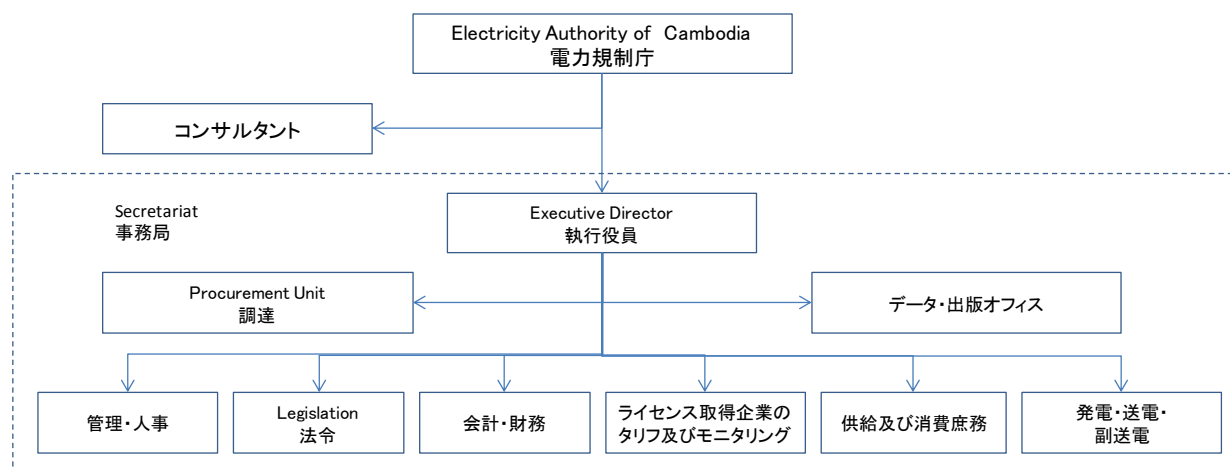 Electricity Authority of Cambodia
電力規制庁
コンサルタント
Secretariat
事務局
Executive Director
執行役員
Procurement Unit
調達
データ・出版オフィス
管理・人事
Legislation
法令
会計・財務
ライセンス取得企業の
タリフ及びモニタリング
供給及び消費庶務
発電・送電・
副送電